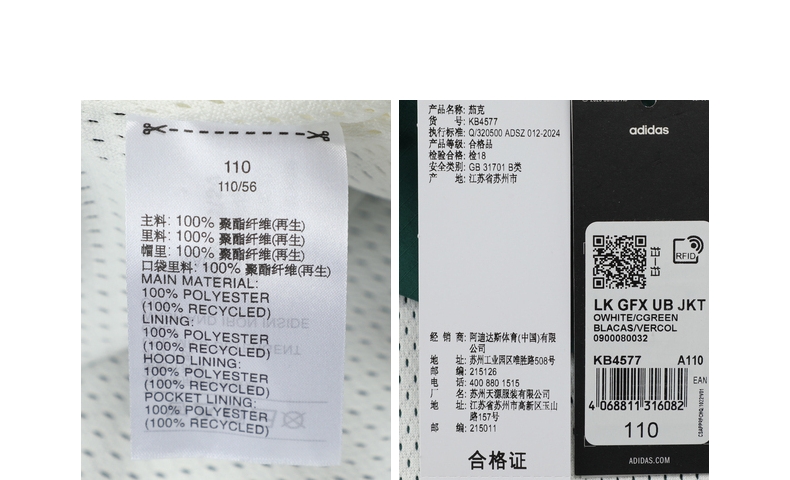 110
110/56
主料: 100% 聚酯纤维(再生)
里料: 100% 聚酯纤维(再生)
帽里: 100% 聚酯纤维(再生)
口袋里料: 100% 聚酯纤维(再生)
MAIN MATERIAL:
100% POLYESTER
(100% RECYCLED)
LINING:
100% POLYESTER
(100% RECYCLED)
HOOD LINING:
100% POLYESTER
(100% RECYCLED)
POCKET LINING:
100% POLYESTER
(100% RECYCLED)
产品名称: 茄克
货 号: KB4577
执行标准: Q/320500 ADSZ 012-2024
产品等级: 合格品
检验合格: 检18
安全类别: GB 31701 B类
产 地: 江苏省苏州市
经 销 商: 阿迪达斯体育(中国)有限
公司
地 址: 苏州工业园区唯胜路508号
邮 编: 215126
电 话: 400 880 1515
厂 名: 苏州天源服装有限公司
地 址: 江苏省苏州市高新区玉山
路157号
邮 编: 215011
合格证
adidas
RFID
LK GFX UB JKT
OWHITE/CGREEN
BLACAS/VERCOL
0900080032
KB4577 A110
EAN
4 068811 316082
110
ADIDAS.COM